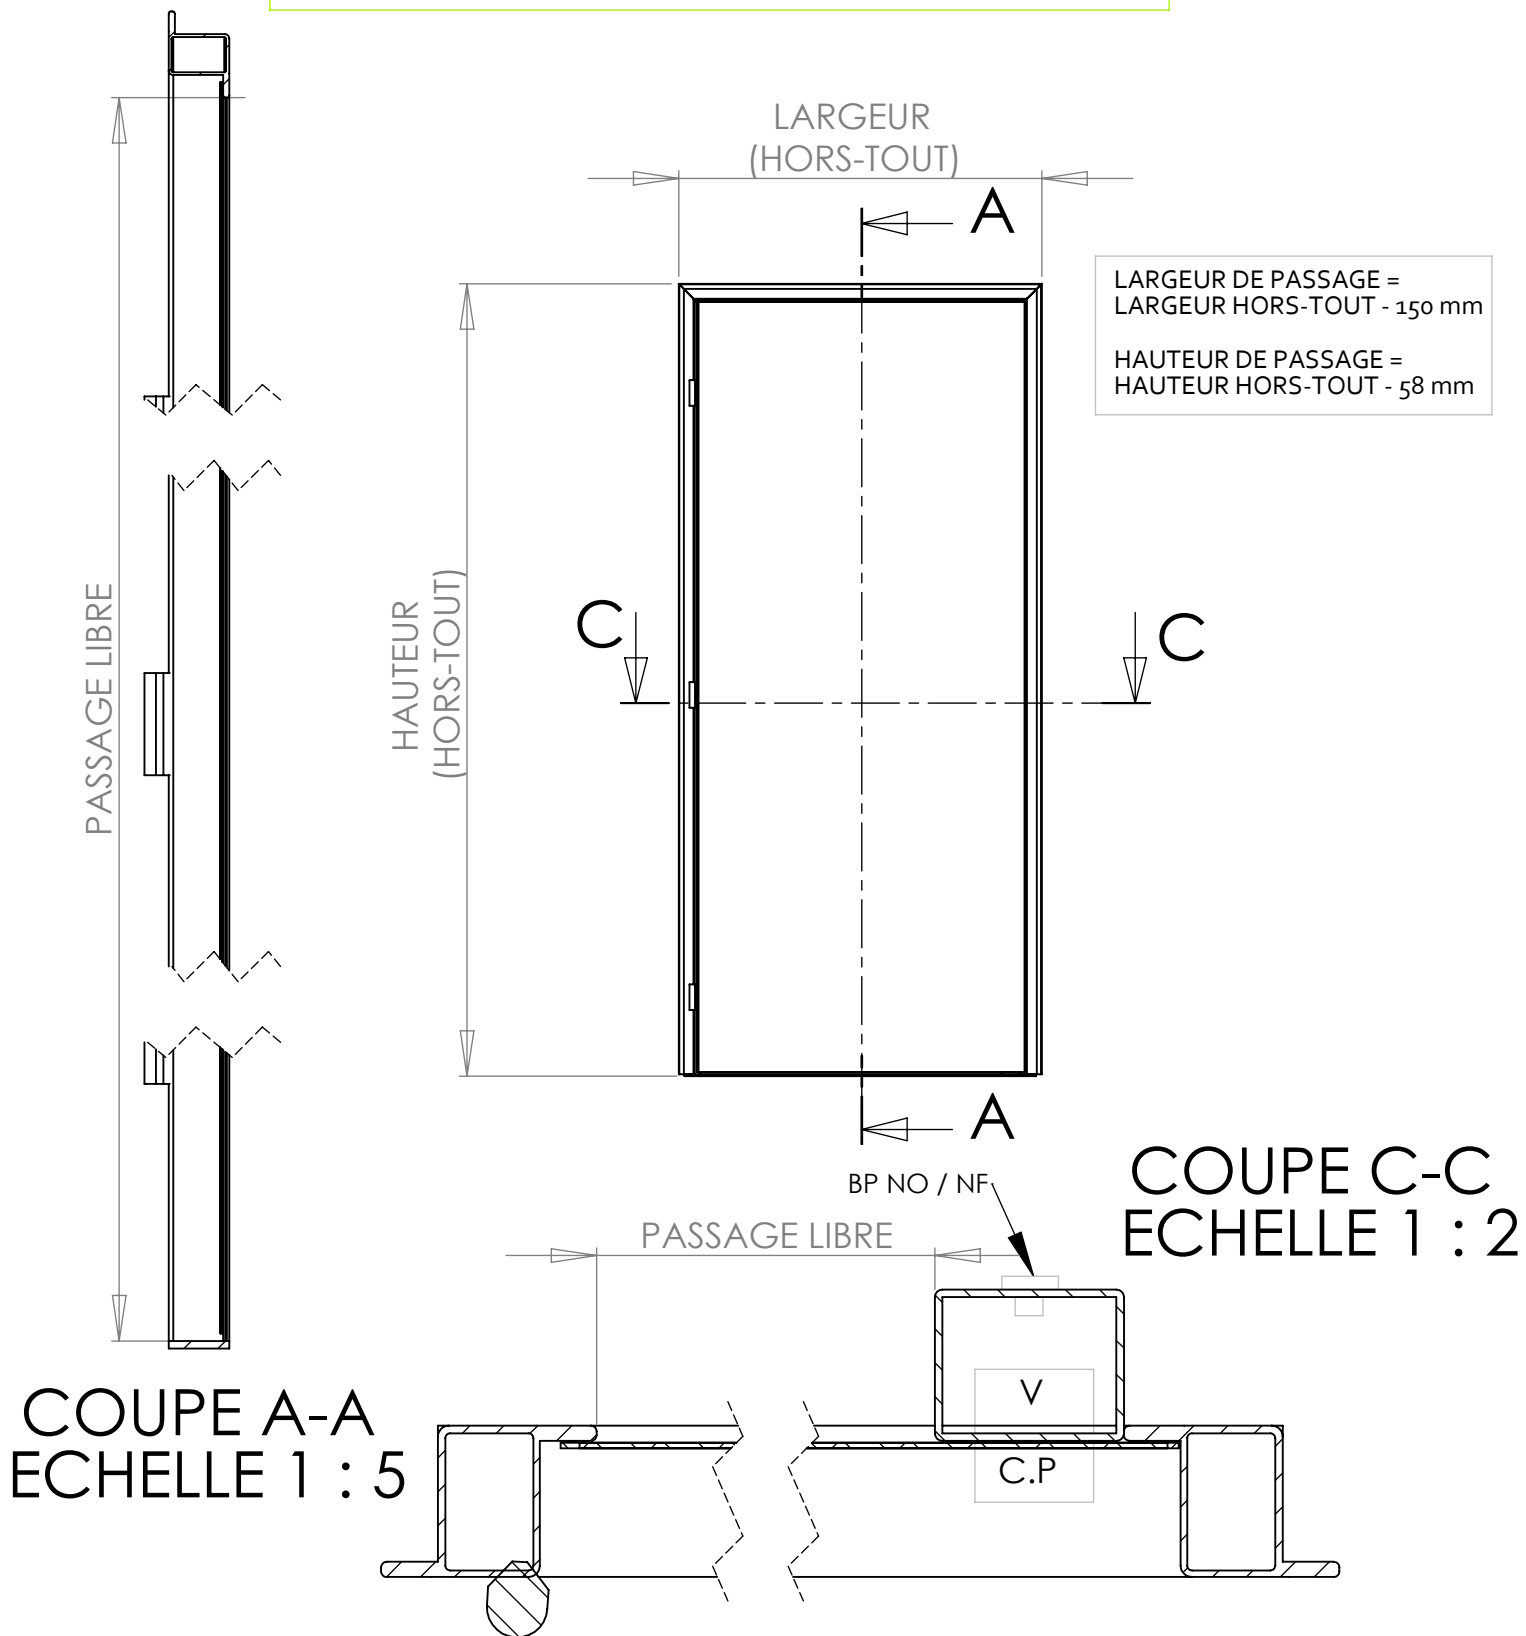 LARGEUR
(HORS-TOUT)
A
LARGEUR DE PASSAGE =
LARGEUR HORS-TOUT - 150 mm
HAUTEUR DE PASSAGE =
HAUTEUR HORS-TOUT - 58 mm
PASSAGE LIBRE
HAUTEUR
(HORS-TOUT)
C
C
A
BP NO / NF
COUPE C-C
ECHELLE 1 : 2
PASSAGE LIBRE
V
C.P
COUPE A-A
ECHELLE 1 : 5